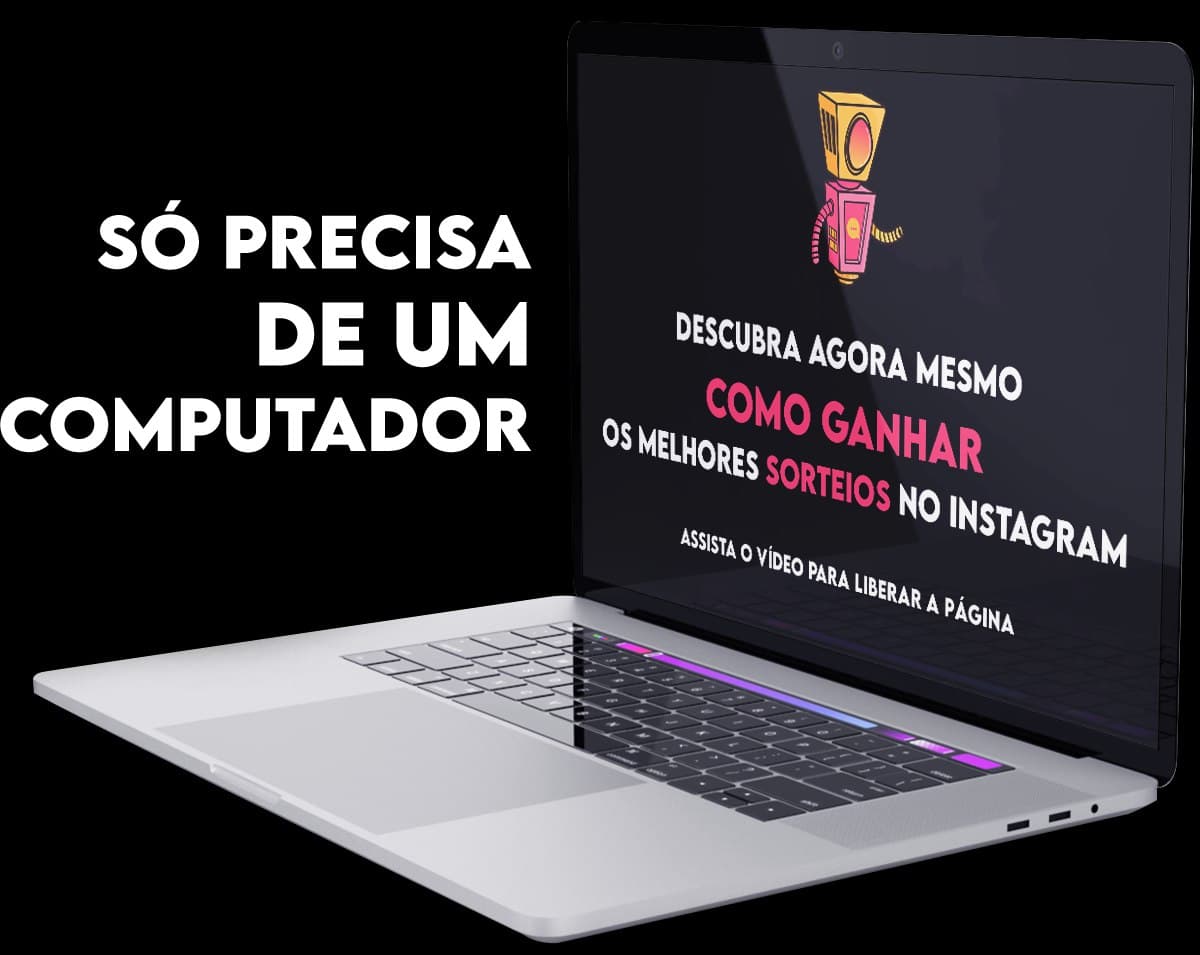 SÓ PRECISA
DE UM
COMPUTADOR
DESCUBRA AGORA MESMO
COMO GANHAR
OS MELHORES SORTEIOS NO INSTAGRAM
ASSISTA O VÍDEO PARA LIBERAR A PÁGINA